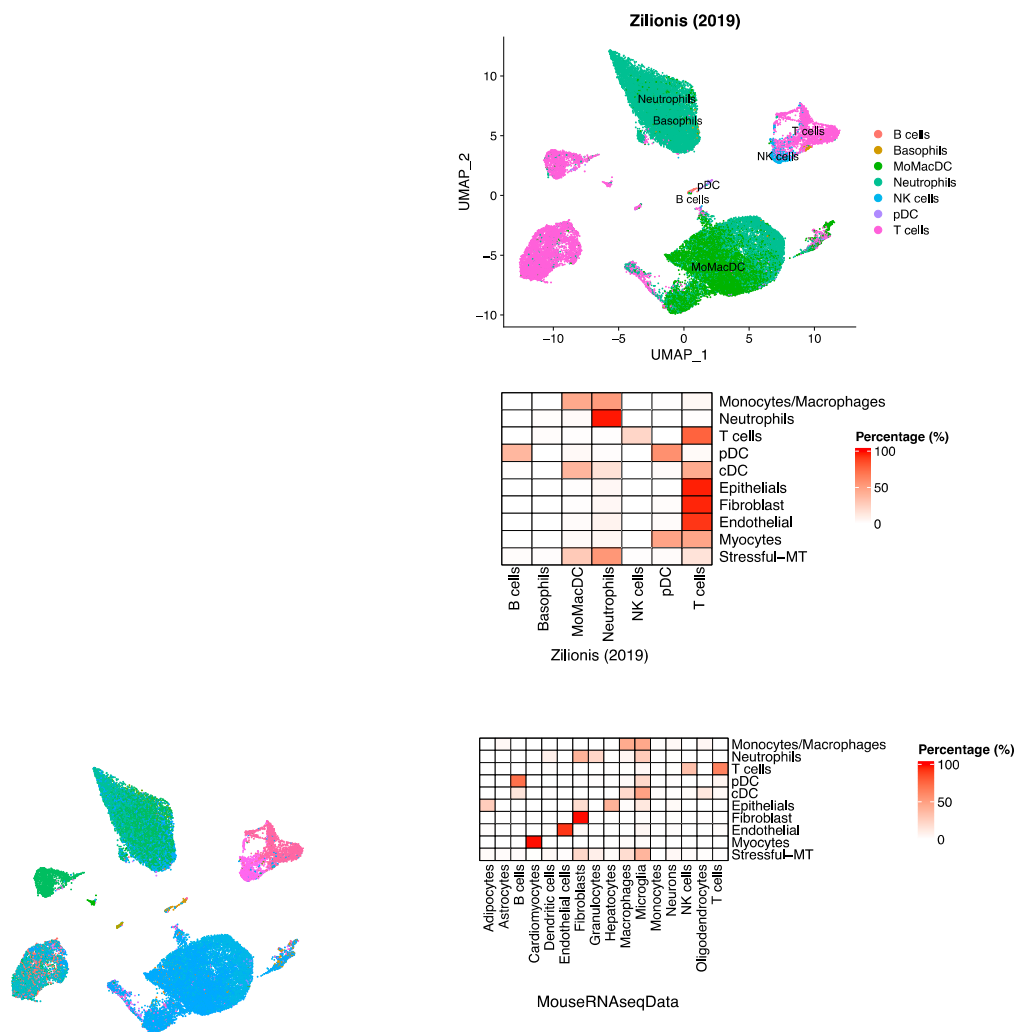 Zilionis (2019)
UMAP_2
10
5
0
−5
−10
Neutrophils
Basophils
T cells
NK cells
pDC
B cells
MoMacDC
−10
−5
0
5
10
UMAP_1
B cells
Basophils
MoMacDC
Neutrophils
NK cells
pDC
T cells
Monocytes/Macrophages
Neutrophils
T cells
pDC
cDC
Epithelials
Fibroblast
Endothelial
Myocytes
Stressful−MT
B cells
Basophils
MoMacDC
Neutrophils
NK cells
pDC
T cells
Zilionis (2019)
Percentage (%)
100
50
0
Monocytes/Macrophages
Neutrophils
T cells
pDC
cDC
Epithelials
Fibroblast
Endothelial
Myocytes
Stressful−MT
Adipocytes
Astrocytes
B cells
Cardiomyocytes
Dendritic cells
Endothelial cells
Fibroblasts
Granulocytes
Hepatocytes
Macrophages
Microglia
Monocytes
Neurons
NK cells
Oligodendrocytes
T cells
MouseRNAseqData
Percentage (%)
100
50
0